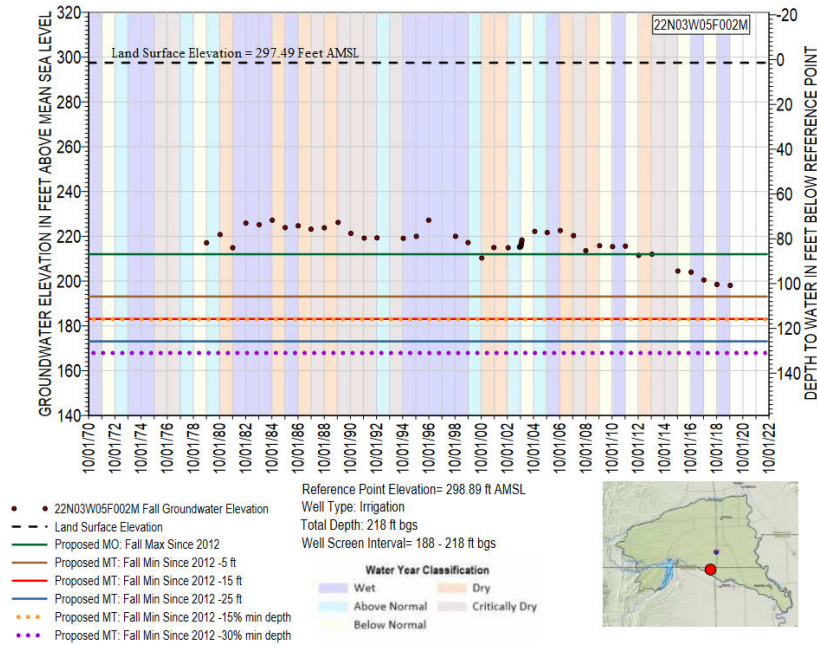 22N03W05F002M
Land Surface Elevation = 297.49 Feet AMSL
GROUNDWATER ELEVATION IN FEET ABOVE MEAN SEA LEVEL
320
300
280
260
240
220
200
180
160
140
DEPTH TO WATER IN FEET BELOW REFERENCE POINT
-20
0
20
40
60
80
100
120
140
10/01/70
10/01/72
10/01/74
10/01/76
10/01/78
10/01/80
10/01/82
10/01/84
10/01/86
10/01/88
10/01/90
10/01/92
10/01/94
10/01/96
10/01/98
10/01/00
10/01/02
10/01/04
10/01/06
10/01/08
10/01/10
10/01/12
10/01/14
10/01/16
10/01/18
10/01/20
10/01/22
22N03W05F002M Fall Groundwater Elevation
Land Surface Elevation
Proposed MO: Fall Max Since 2012
Proposed MT: Fall Min Since 2012 -5 ft
Proposed MT: Fall Min Since 2012 -15 ft
Proposed MT: Fall Min Since 2012 -25 ft
Proposed MT: Fall Min Since 2012 -15% min depth
Proposed MT: Fall Min Since 2012 -30% min depth
Reference Point Elevation= 298.89 ft AMSL
Well Type: Irrigation
Total Depth: 218 ft bgs
Well Screen Interval= 188 - 218 ft bgs
Water Year Classification
Wet
Dry
Above Normal
Critically Dry
Below Normal